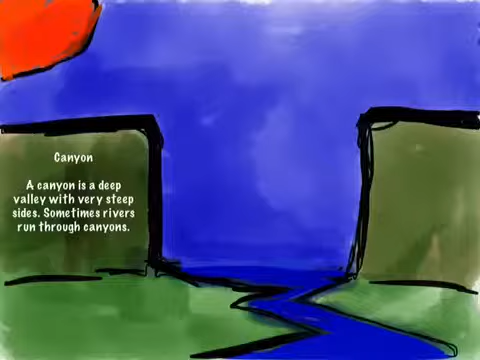 Canyon
A canyon is a deep
valley with very steep
sides. Sometimes rivers
run through canyons.